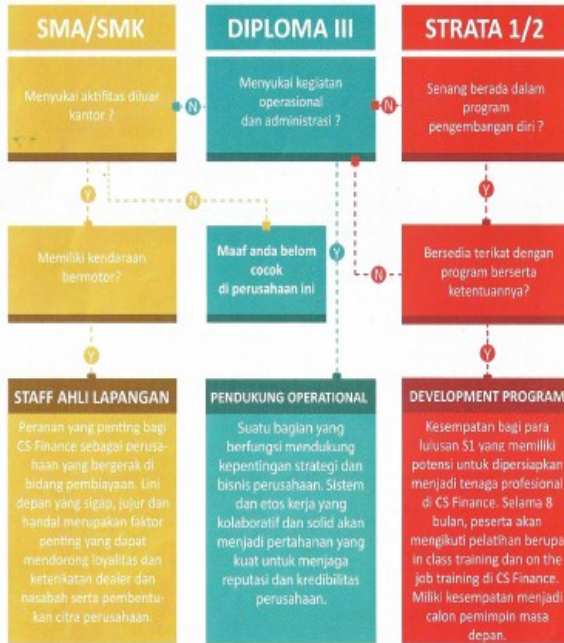 SMA/SMK
DIPLOMA III
STRATA 1/2
Menyukai aktifitas diluar
kantor ?
N
Menyukai kegiatan
operasional
dan administrasi ?
N
Senang berada dalam
program
pengembangan diri ?
Y
N
Y
Y
Memiliki kendaraan
bermotor?
Maaf anda belom
cocok
di perusahaan ini
N
Bersedia terikat dengan
program berserta
ketentuannya?
Y
Y
STAFF AHLI LAPANGAN
Peranan yang penting bagi
CS Finance sebagai perusa-
haan yang bergerak di
bidang pembiayaan. Lini
depan yang sigap, jujur dan
handal merupakan faktor
penting yang dapat
mendorong loyalitas dan
keterikatan dealer dan
nasabah serta pembentu-
kan citra perusahaan.
PENDUKUNG OPERATIONAL
Suatu bagian yang
berfungsi mendukung
kepentingan strategi dan
bisnis perusahaan. Sistem
dan etos kerja yang
kolaboratif dan solid akan
menjadi pertahanan yang
kuat untuk menjaga
reputasi dan kredibilitas
perusahaan.
DEVELOPMENT PROGRAM
Kesempatan bagi para
lulusan S1 yang memiliki
potensi untuk dipersiapkan
menjadi tenaga profesional
di CS Finance. Selama 8
bulan, peserta akan
mengikuti pelatihan berupa
in class training dan on the
job training di CS Finance.
Miliki kesempatan menjadi
calon pemimpin masa
depan.